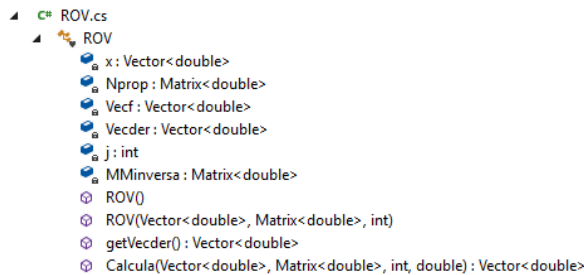 C# ROV.cs
ROV
x : Vector<double>
Nprop : Matrix<double>
Vecf : Vector<double>
Vecder : Vector<double>
j : int
MMinversa : Matrix<double>
ROV()
ROV(Vector<double>, Matrix<double>, int)
getVecder() : Vector<double>
Calcula(Vector<double>, Matrix<double>, int, double) : Vector<double>